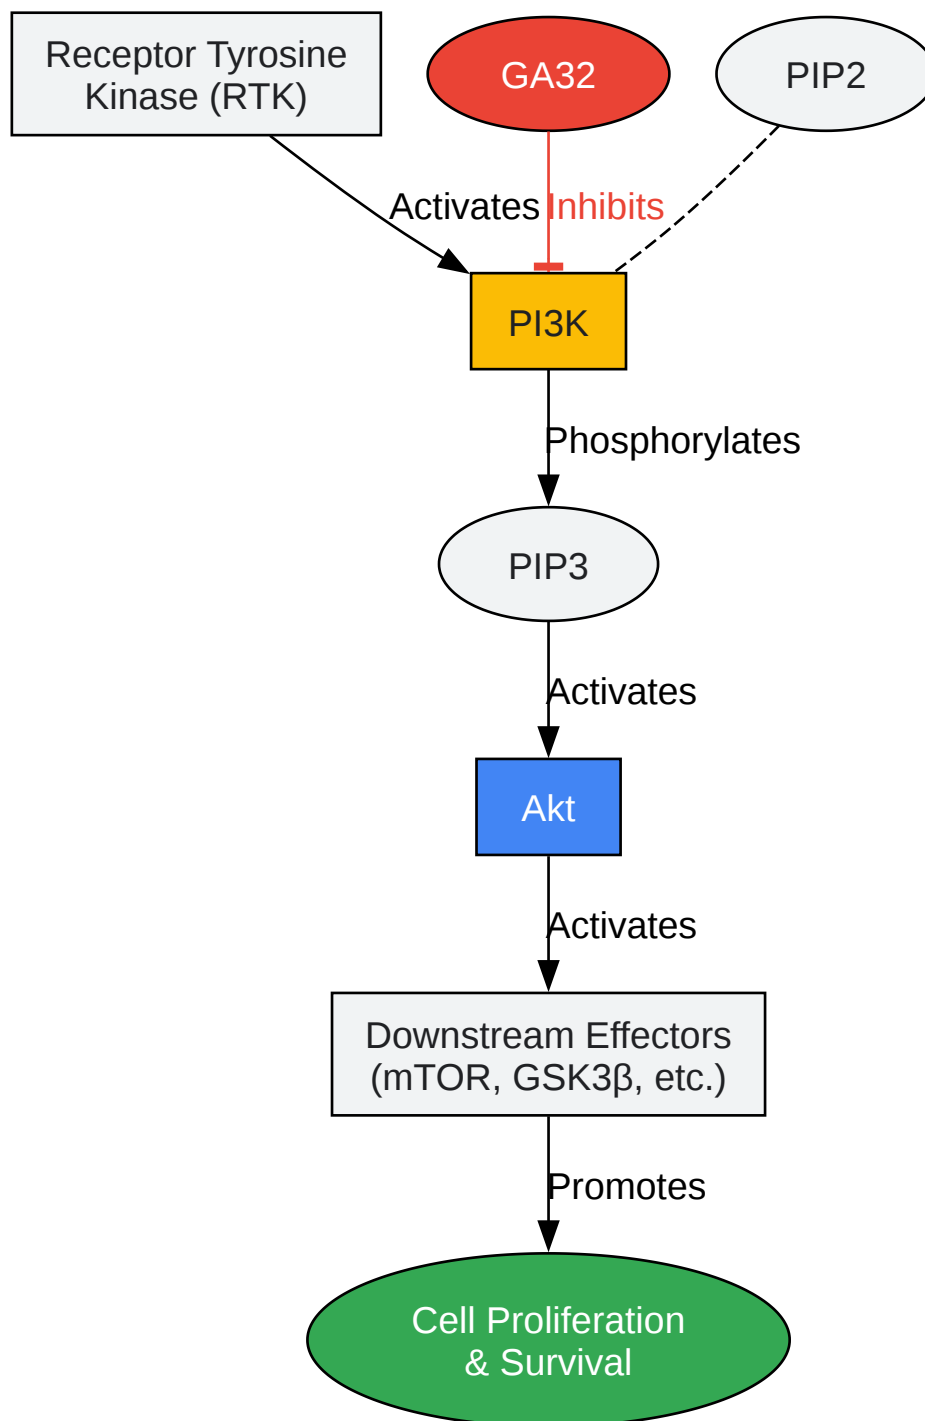 Receptor Tyrosine
Kinase (RTK)
GA32
PIP2
Activates
Inhibits
PI3K
Phosphorylates
PIP3
Activates
Akt
Activates
Downstream Effectors
(mTOR, GSK3β, etc.)
Promotes
Cell Proliferation
& Survival